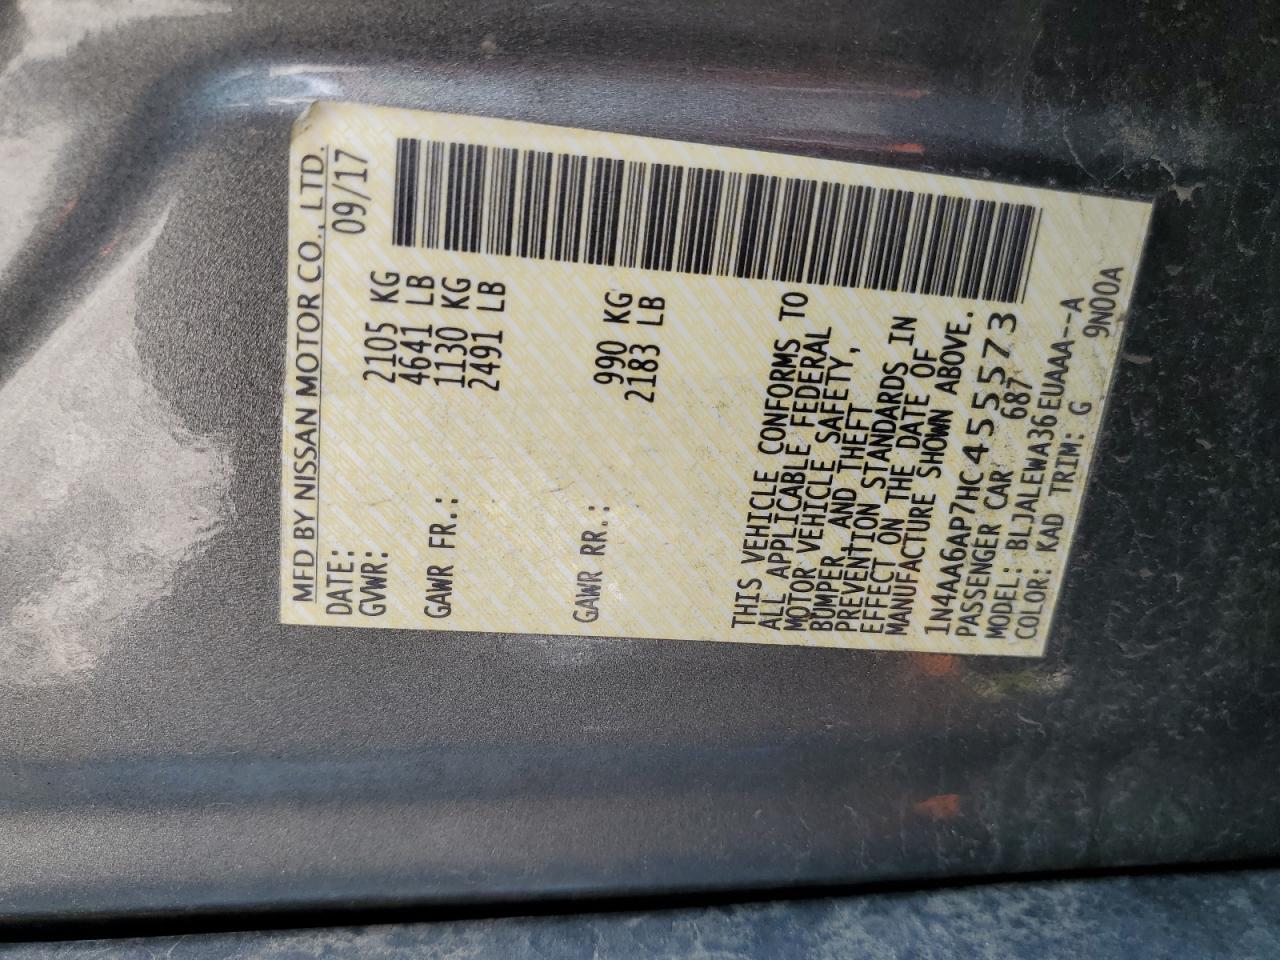 MFD BY NISSAN MOTOR CO., LTD.
DATE: 09/17
GVWR: 2105 KG
4641 LB
GAWR FR.: 1130 KG
2491 LB
GAWR RR.: 990 KG
2183 LB
THIS VEHICLE CONFORMS TO
ALL APPLICABLE FEDERAL
MOTOR VEHICLE SAFETY,
BUMPER, AND THEFT
PREVENTION STANDARDS IN
EFFECT ON THE DATE OF
MANUFACTURE SHOWN ABOVE.
1N4AA6AP7HC455573
PASSENGER CAR 687
MODEL: BLJALEWA36EUAAA--A
COLOR: KAD TRIM: G 9N00A